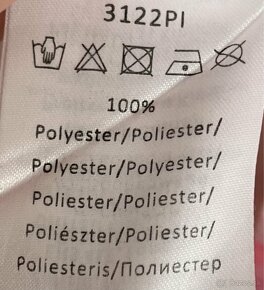 3122PI
100%
Polyester/Poliester/
Polyester/Polyester/
Poliester/Poliester/
Poliészter/Poliester/
Poliesteris/Полиестер